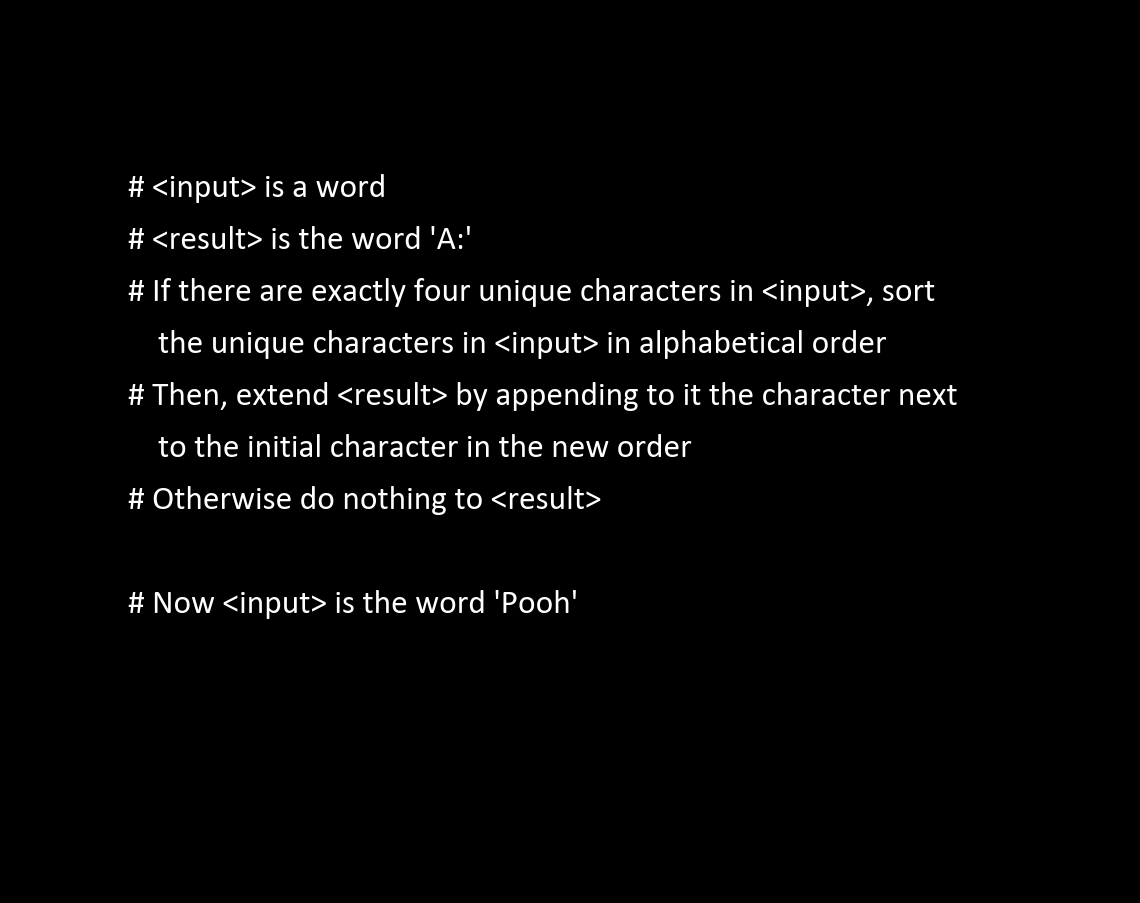 # <input> is a word
# <result> is the word 'A:'
# If there are exactly four unique characters in <input>, sort
the unique characters in <input> in alphabetical order
# Then, extend <result> by appending to it the character next
to the initial character in the new order
# Otherwise do nothing to <result>
# Now <input> is the word 'Pooh'